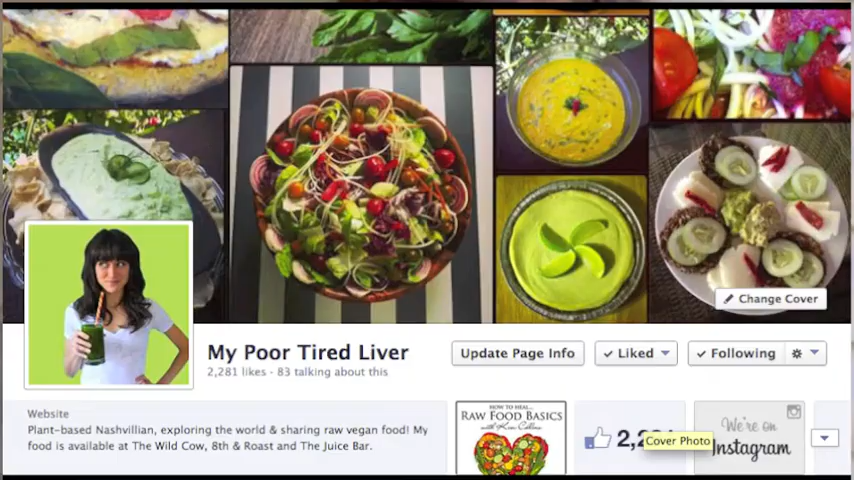 Change Cover
My Poor Tired Liver
2,281 likes · 83 talking about this
Update Page Info
Liked
Following
Website
Plant-based Nashvillian, exploring the world & sharing raw vegan food! My
food is available at The Wild Cow, 8th & Roast and The Juice Bar.
HOW TO HEAL...
RAW FOOD BASICS
2,2
Cover Photo
We're on
Instagram